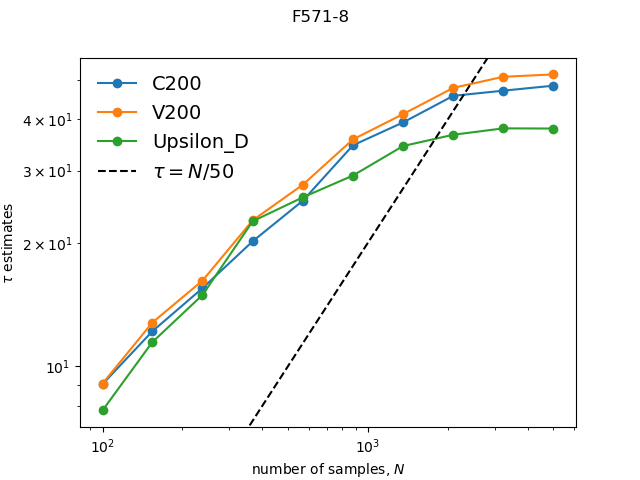 F571-8
C200
V200
Upsilon_D
τ = N/50
τ estimates
4 × 10¹
3 × 10¹
2 × 10¹
10¹
10²
10³
number of samples, N